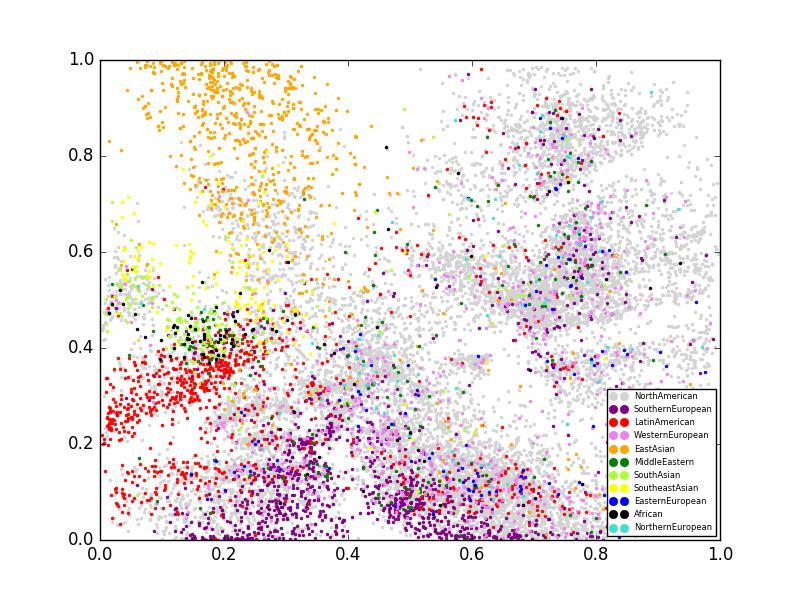 1.0
0.8
0.6
0.4
0.2
0.0
0.0 0.2 0.4 0.6 0.8 1.0
NorthAmerican
SouthernEuropean
LatinAmerican
WesternEuropean
EastAsian
MiddleEastern
SouthAsian
SoutheastAsian
EasternEuropean
African
NorthernEuropean